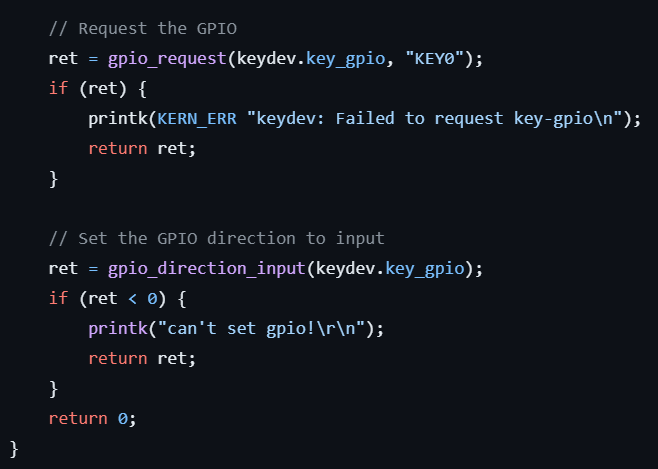 // Request the GPIO
ret = gpio_request(keydev.key_gpio, "KEY0");
if (ret) {
printk(KERN_ERR "keydev: Failed to request key-gpio\n");
return ret;
}
// Set the GPIO direction to input
ret = gpio_direction_input(keydev.key_gpio);
if (ret < 0) {
printk("can't set gpio!\r\n");
return ret;
}
return 0;
}